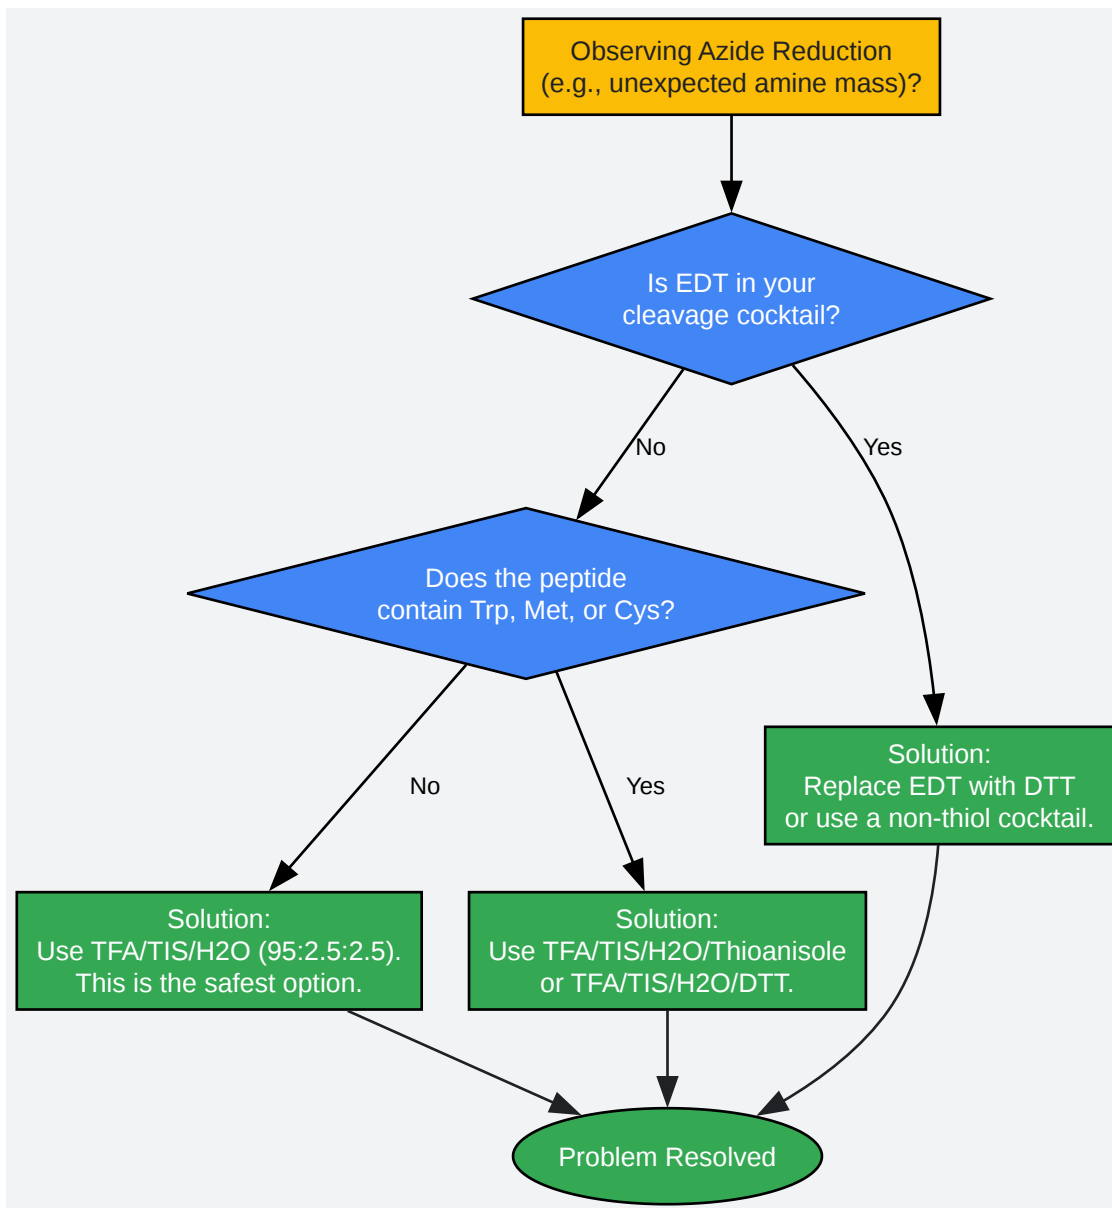 Observing Azide Reduction
(e.g., unexpected amine mass)?
Is EDT in your
cleavage cocktail?
No
Yes
Does the peptide
contain Trp, Met, or Cys?
No
Yes
Solution:
Replace EDT with DTT
or use a non-thiol cocktail.
Solution:
Use TFA/TIS/H2O (95:2.5:2.5).
This is the safest option.
Solution:
Use TFA/TIS/H2O/Thioanisole
or TFA/TIS/H2O/DTT.
Problem Resolved